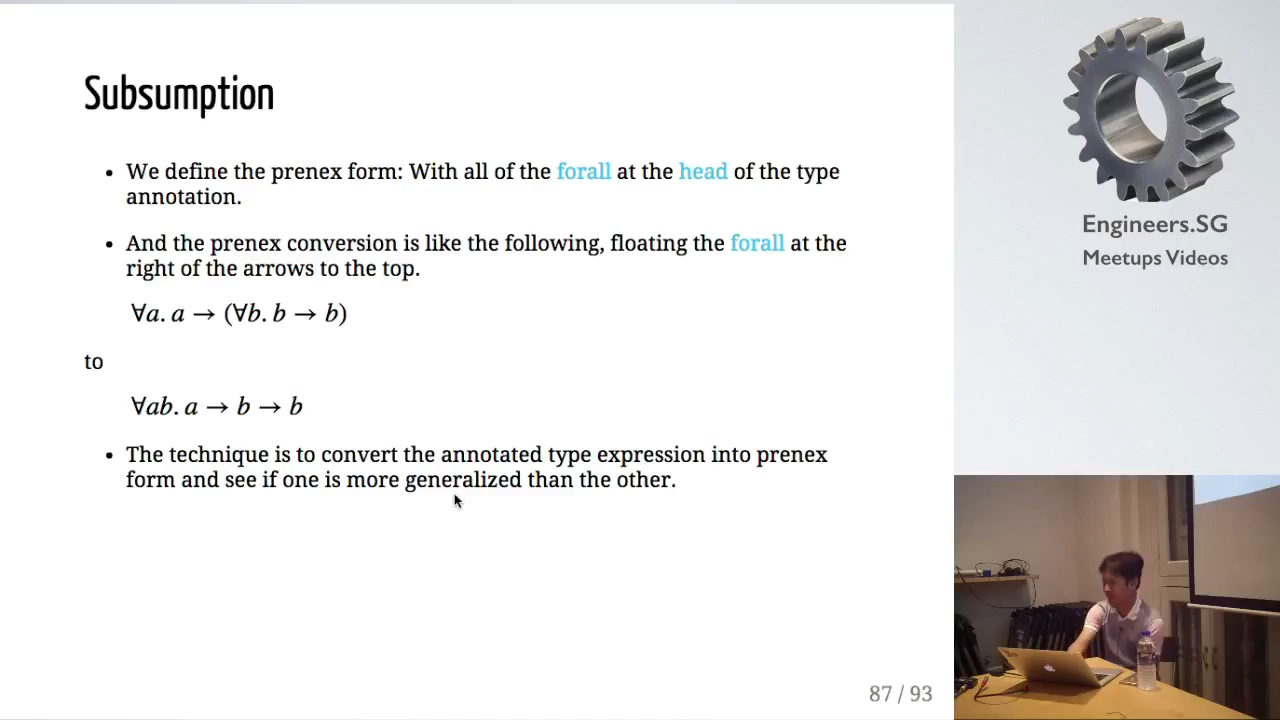 Subsumption
• We define the prenex form: With all of the forall at the head of the type
annotation.
• And the prenex conversion is like the following, floating the forall at the
right of the arrows to the top.
∀a. a → (∀b. b → b)
to
∀ab. a → b → b
• The technique is to convert the annotated type expression into prenex
form and see if one is more generalized than the other.
87 / 93
Engineers.SG
Meetups Videos